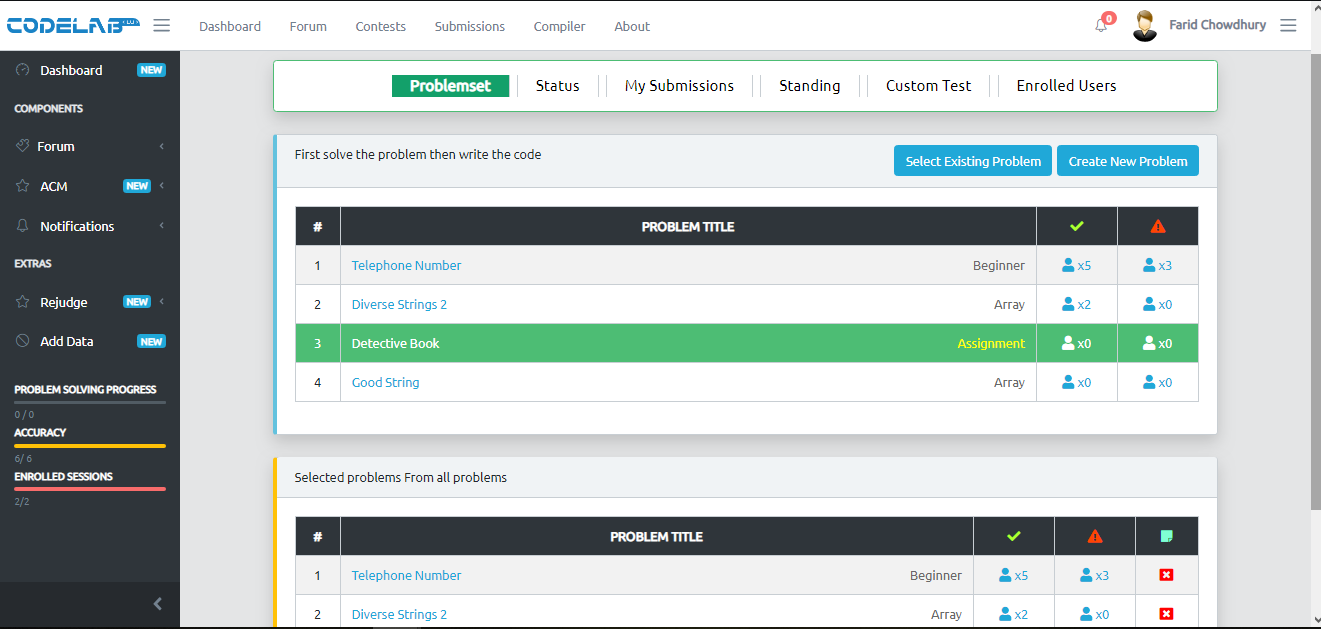 CODELAB LU Dashboard Forum Contests Submissions Compiler About 0 Farid Chowdhury
Dashboard NEW
COMPONENTS
Forum
ACM NEW
Notifications
EXTRAS
Rejudge NEW
Add Data NEW
PROBLEM SOLVING PROGRESS
0 / 0
ACCURACY
6/ 6
ENROLLED SESSIONS
2/2
Problemset Status My Submissions Standing Custom Test Enrolled Users
First solve the problem then write the code Select Existing Problem Create New Problem
# PROBLEM TITLE
1 Telephone Number Beginner x5 x3
2 Diverse Strings 2 Array x2 x0
3 Detective Book Assignment x0 x0
4 Good String Array x0 x0
Selected problems From all problems
# PROBLEM TITLE
1 Telephone Number Beginner x5 x3
2 Diverse Strings 2 Array x2 x0